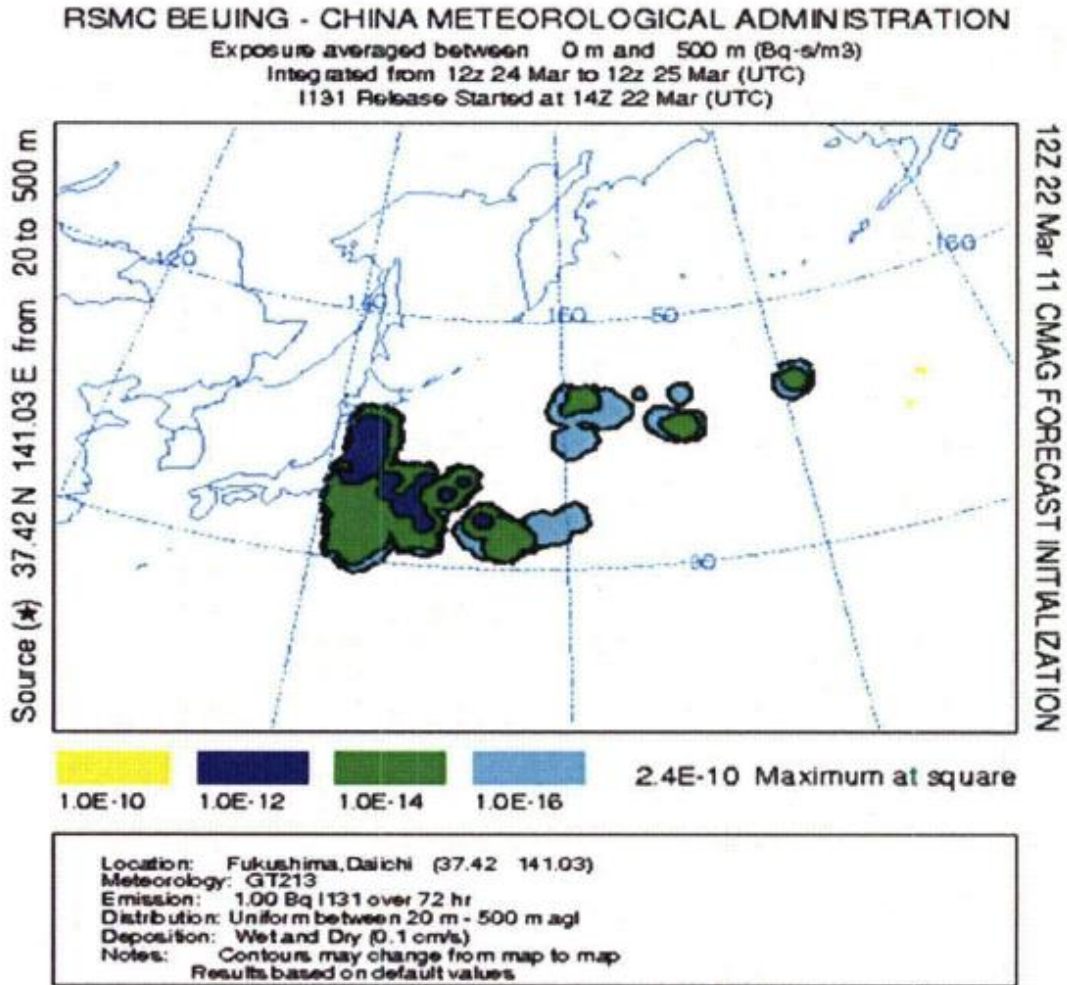 RSMC BEIJING - CHINA METEOROLOGICAL ADMINISTRATION
Exposure averaged between 0 m and 500 m (Bq-s/m3)
Integrated from 12z 24 Mar to 12z 25 Mar (UTC)
I131 Release Started at 14Z 22 Mar (UTC)
Source (★) 37.42 N 141.03 E from 20 to 500 m
12Z 22 Mar 11 CMAG FORECAST INITIALIZATION
120
140
160
50
160
30
1.0E-10
1.0E-12
1.0E-14
1.0E-16
2.4E-10 Maximum at square
Location: Fukushima,Daiichi (37.42 141.03)
Meteorology: GT213
Emission: 1.00 Bq I131 over 72 hr
Distribution: Uniform between 20 m - 500 m agl
Deposition: Wet and Dry (0.1 cm/s)
Notes: Contours may change from map to map
Results based on default values